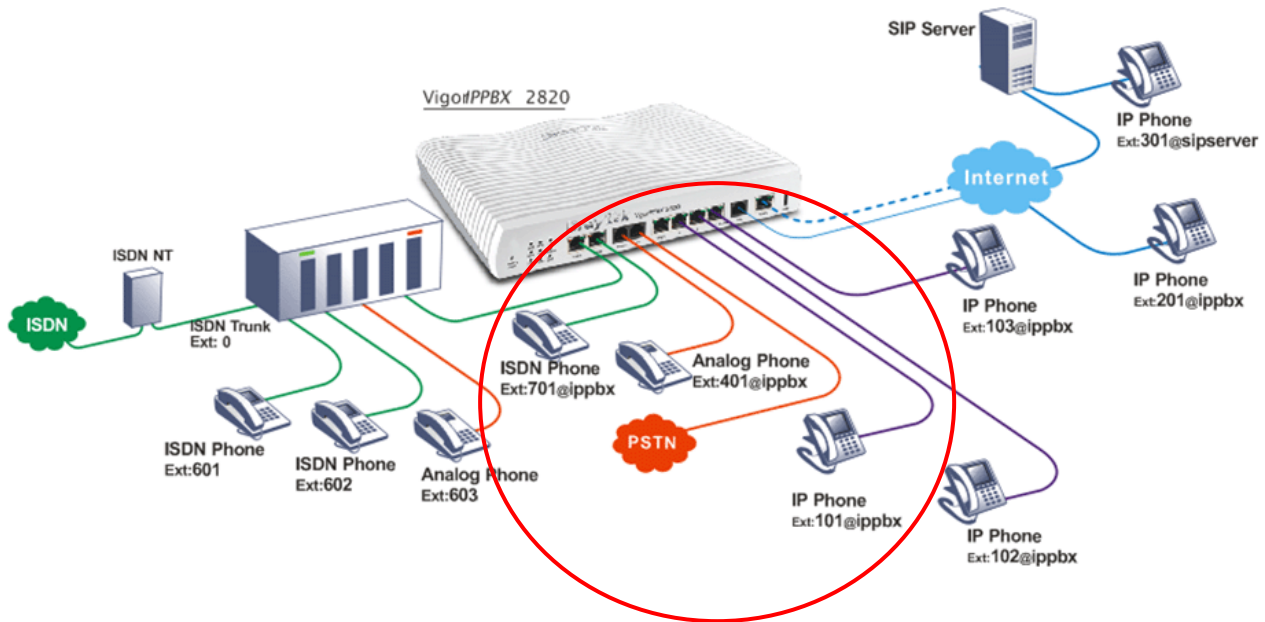 SIP Server
VigorIPPBX 2820
IP Phone
Ext:301@sipserver
Internet
ISDN NT
IP Phone
Ext:201@ippbx
IP Phone
Ext:103@ippbx
ISDN
ISDN Trunk
Ext: 0
ISDN Phone
Ext:701@ippbx
Analog Phone
Ext:401@ippbx
PSTN
ISDN Phone
Ext:601
ISDN Phone
Ext:602
Analog Phone
Ext:603
IP Phone
Ext:101@ippbx
IP Phone
Ext:102@ippbx